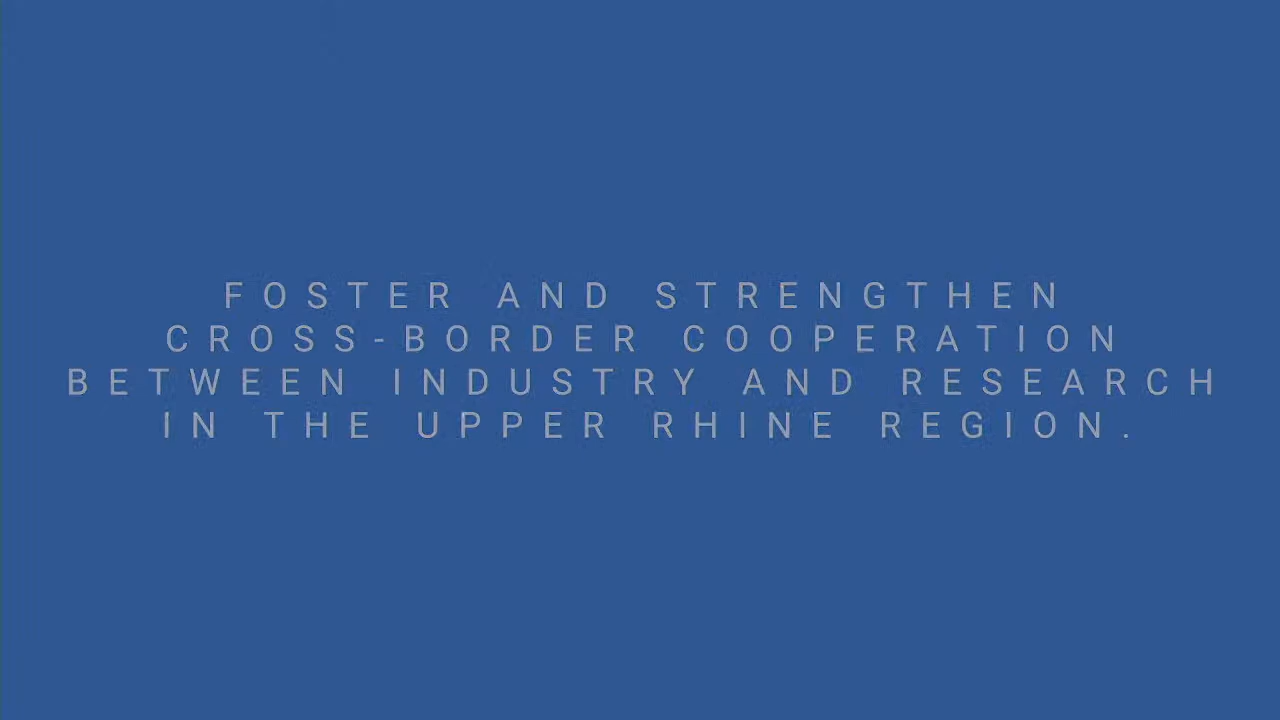 FOSTER AND STRENGTHEN
CROSS-BORDER COOPERATION
BETWEEN INDUSTRY AND RESEARCH
IN THE UPPER RHINE REGION.